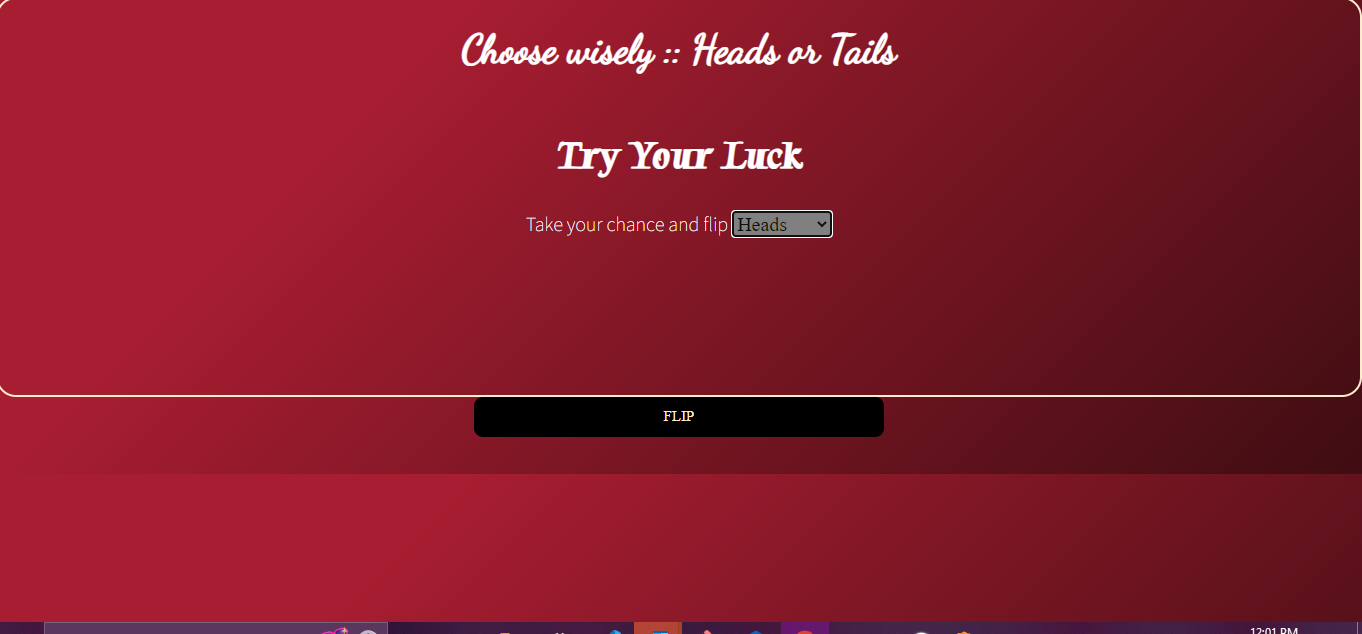 Choose wisely :: Heads or Tails
Try Your Luck
Take your chance and flip Heads
FLIP
12:01 PM